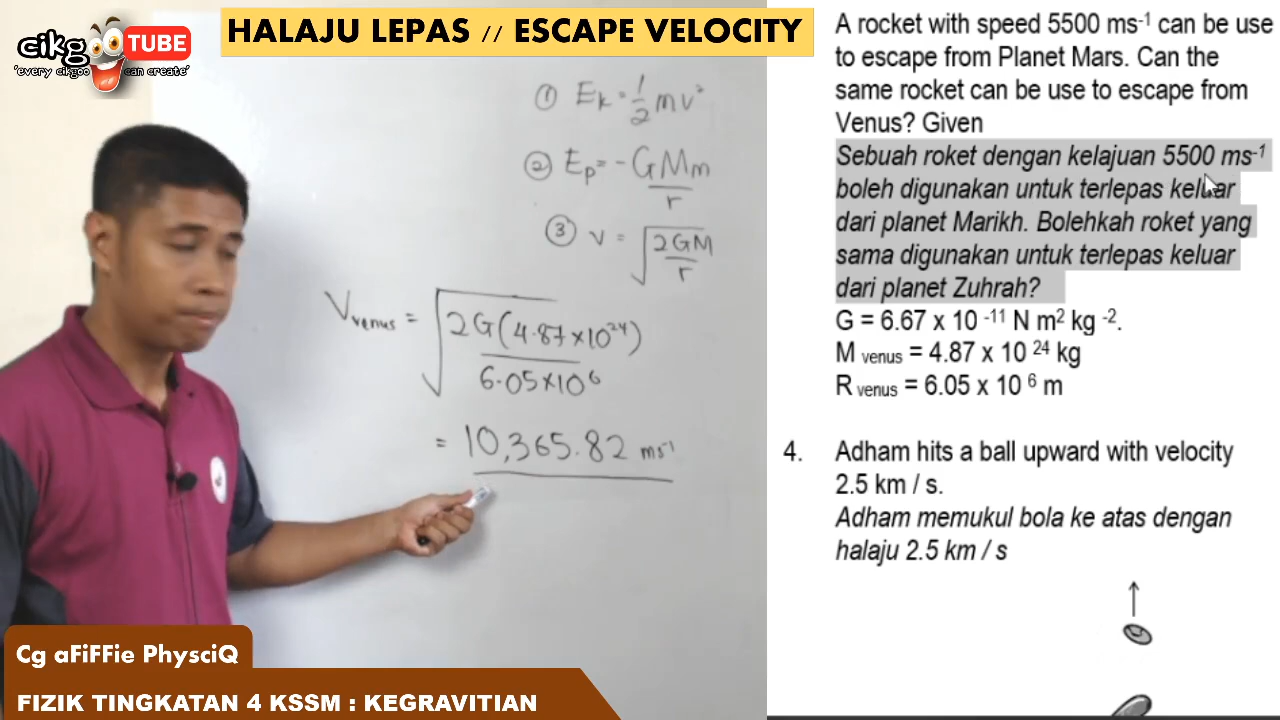 cikgooTUBE
'every cikgoo can create'
HALAJU LEPAS // ESCAPE VELOCITY
① Ek = 1/2 mv²
② Ep = -GMm/r
③ v = √(2GM/r)
Vvenus = √(2G(4.87×10²⁴)/6.05×10⁶)
= 10,365.82 ms⁻¹
Cg aFiFFie PhysciQ
FIZIK TINGKATAN 4 KSSM : KEGRAVITIAN
A rocket with speed 5500 ms⁻¹ can be use
to escape from Planet Mars. Can the
same rocket can be use to escape from
Venus? Given
Sebuah roket dengan kelajuan 5500 ms⁻¹
boleh digunakan untuk terlepas keluar
dari planet Marikh. Bolehkah roket yang
sama digunakan untuk terlepas keluar
dari planet Zuhrah?
G = 6.67 x 10 ⁻¹¹ N m² kg ⁻².
M venus = 4.87 x 10 ²⁴ kg
R venus = 6.05 x 10 ⁶ m
4. Adham hits a ball upward with velocity
2.5 km / s.
Adham memukul bola ke atas dengan
halaju 2.5 km / s